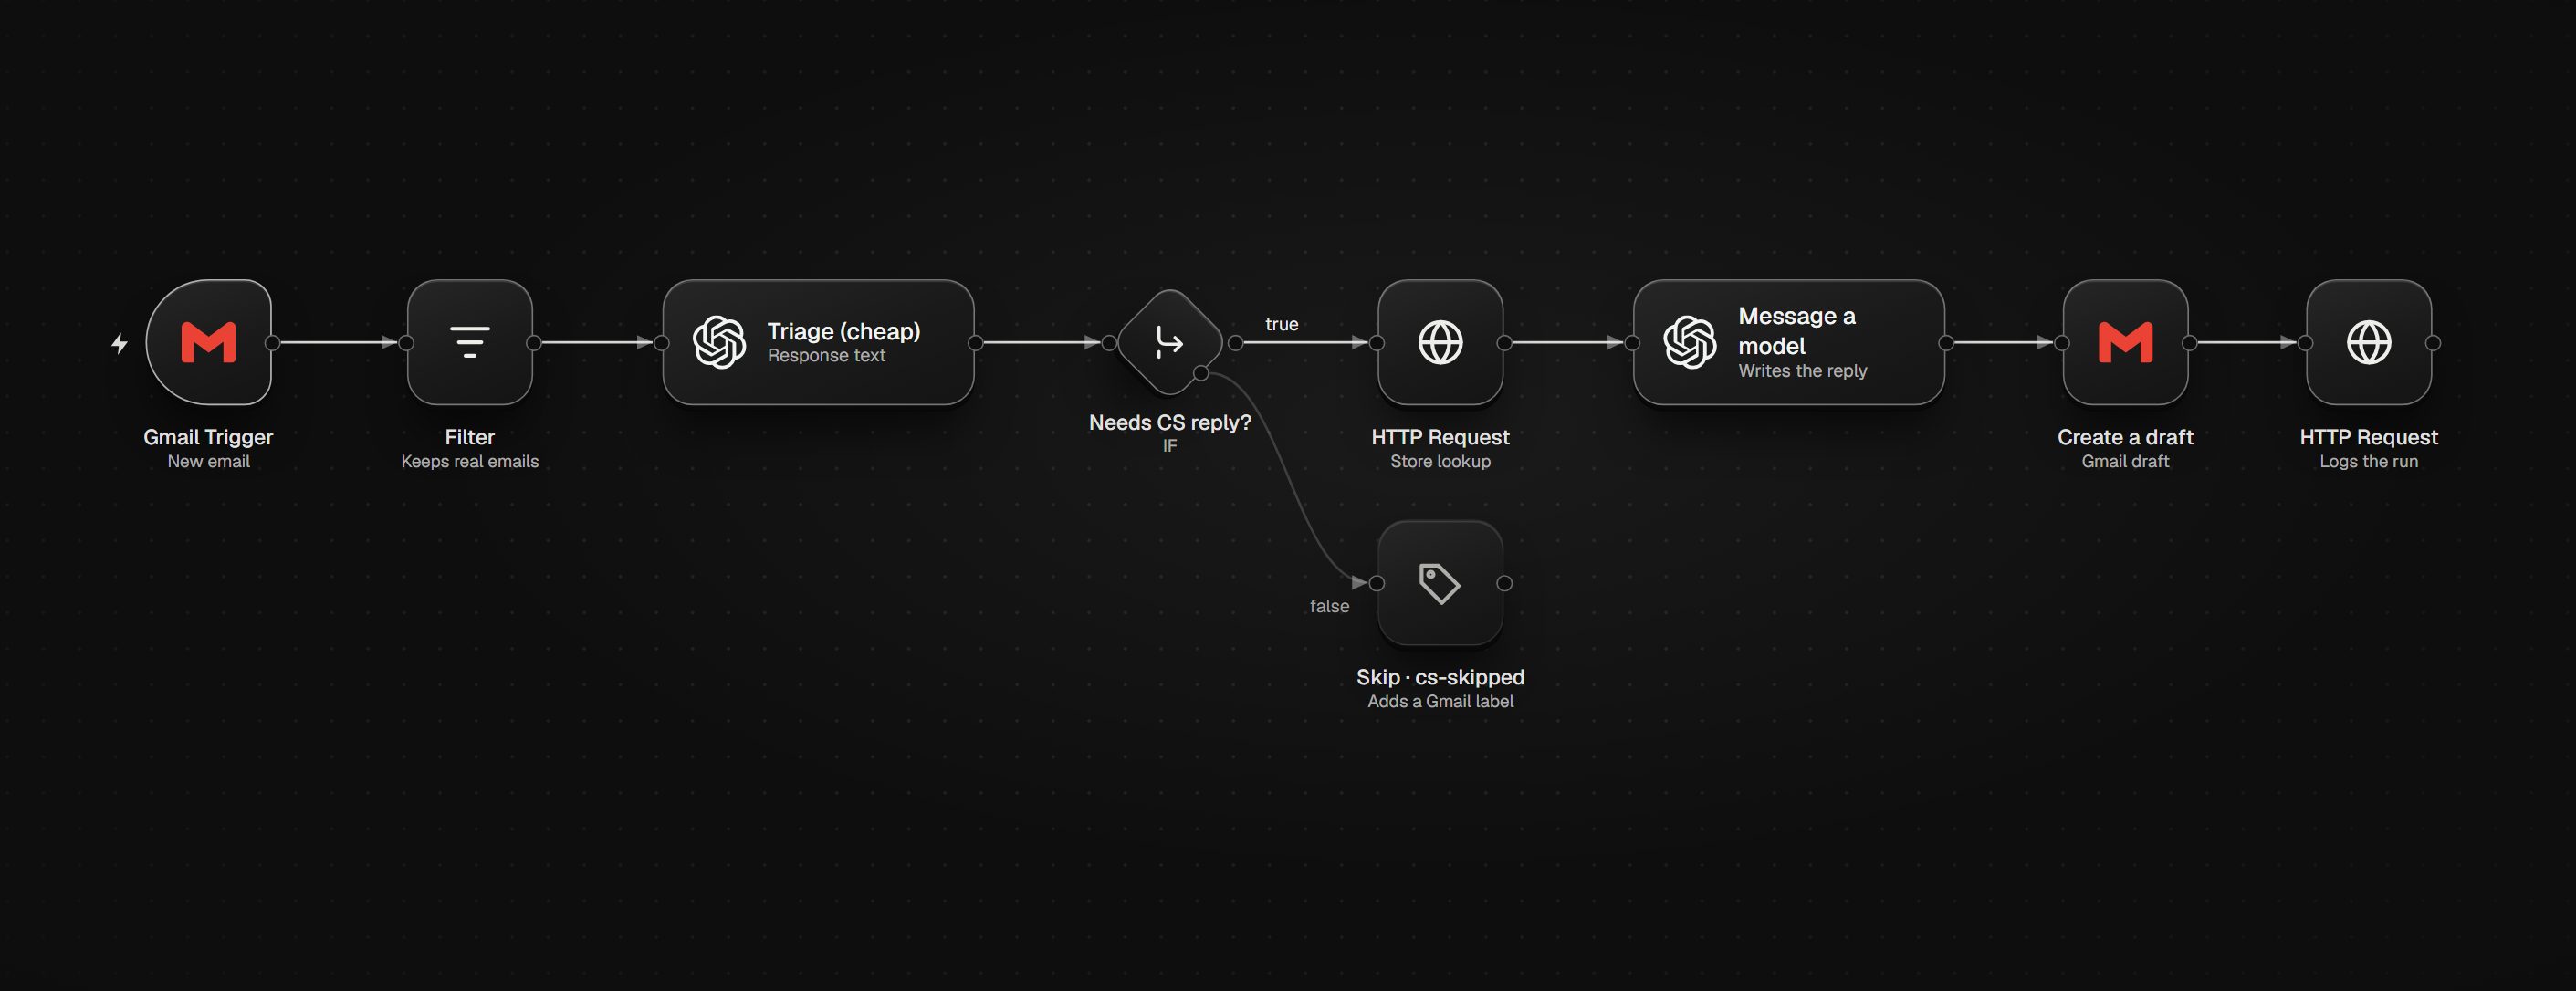 Gmail Trigger
New email
Filter
Keeps real emails
Triage (cheap)
Response text
Needs CS reply?
IF
true
false
HTTP Request
Store lookup
Skip · cs-skipped
Adds a Gmail label
Message a
model
Writes the reply
Create a draft
Gmail draft
HTTP Request
Logs the run